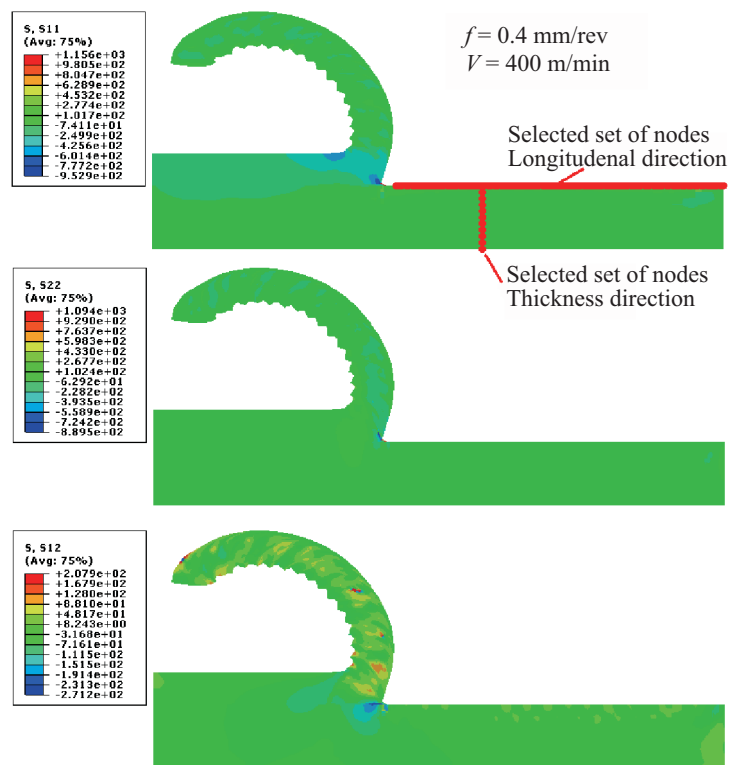 S, S11
(Avg: 75%)
+1.156e+03
+9.805e+02
+8.047e+02
+6.289e+02
+4.532e+02
+2.774e+02
+1.017e+02
-7.411e+01
-2.499e+02
-4.256e+02
-6.014e+02
-7.772e+02
-9.529e+02
f = 0.4 mm/rev
V = 400 m/min
Selected set of nodes
Longitudenal direction
Selected set of nodes
Thickness direction
S, S22
(Avg: 75%)
+1.094e+03
+9.290e+02
+7.637e+02
+5.983e+02
+4.330e+02
+2.677e+02
+1.024e+02
-6.292e+01
-2.282e+02
-3.935e+02
-5.589e+02
-7.242e+02
-8.895e+02
S, S12
(Avg: 75%)
+2.079e+02
+1.679e+02
+1.280e+02
+8.810e+01
+4.817e+01
+8.243e+00
-3.168e+01
-7.161e+01
-1.115e+02
-1.515e+02
-1.914e+02
-2.313e+02
-2.712e+02